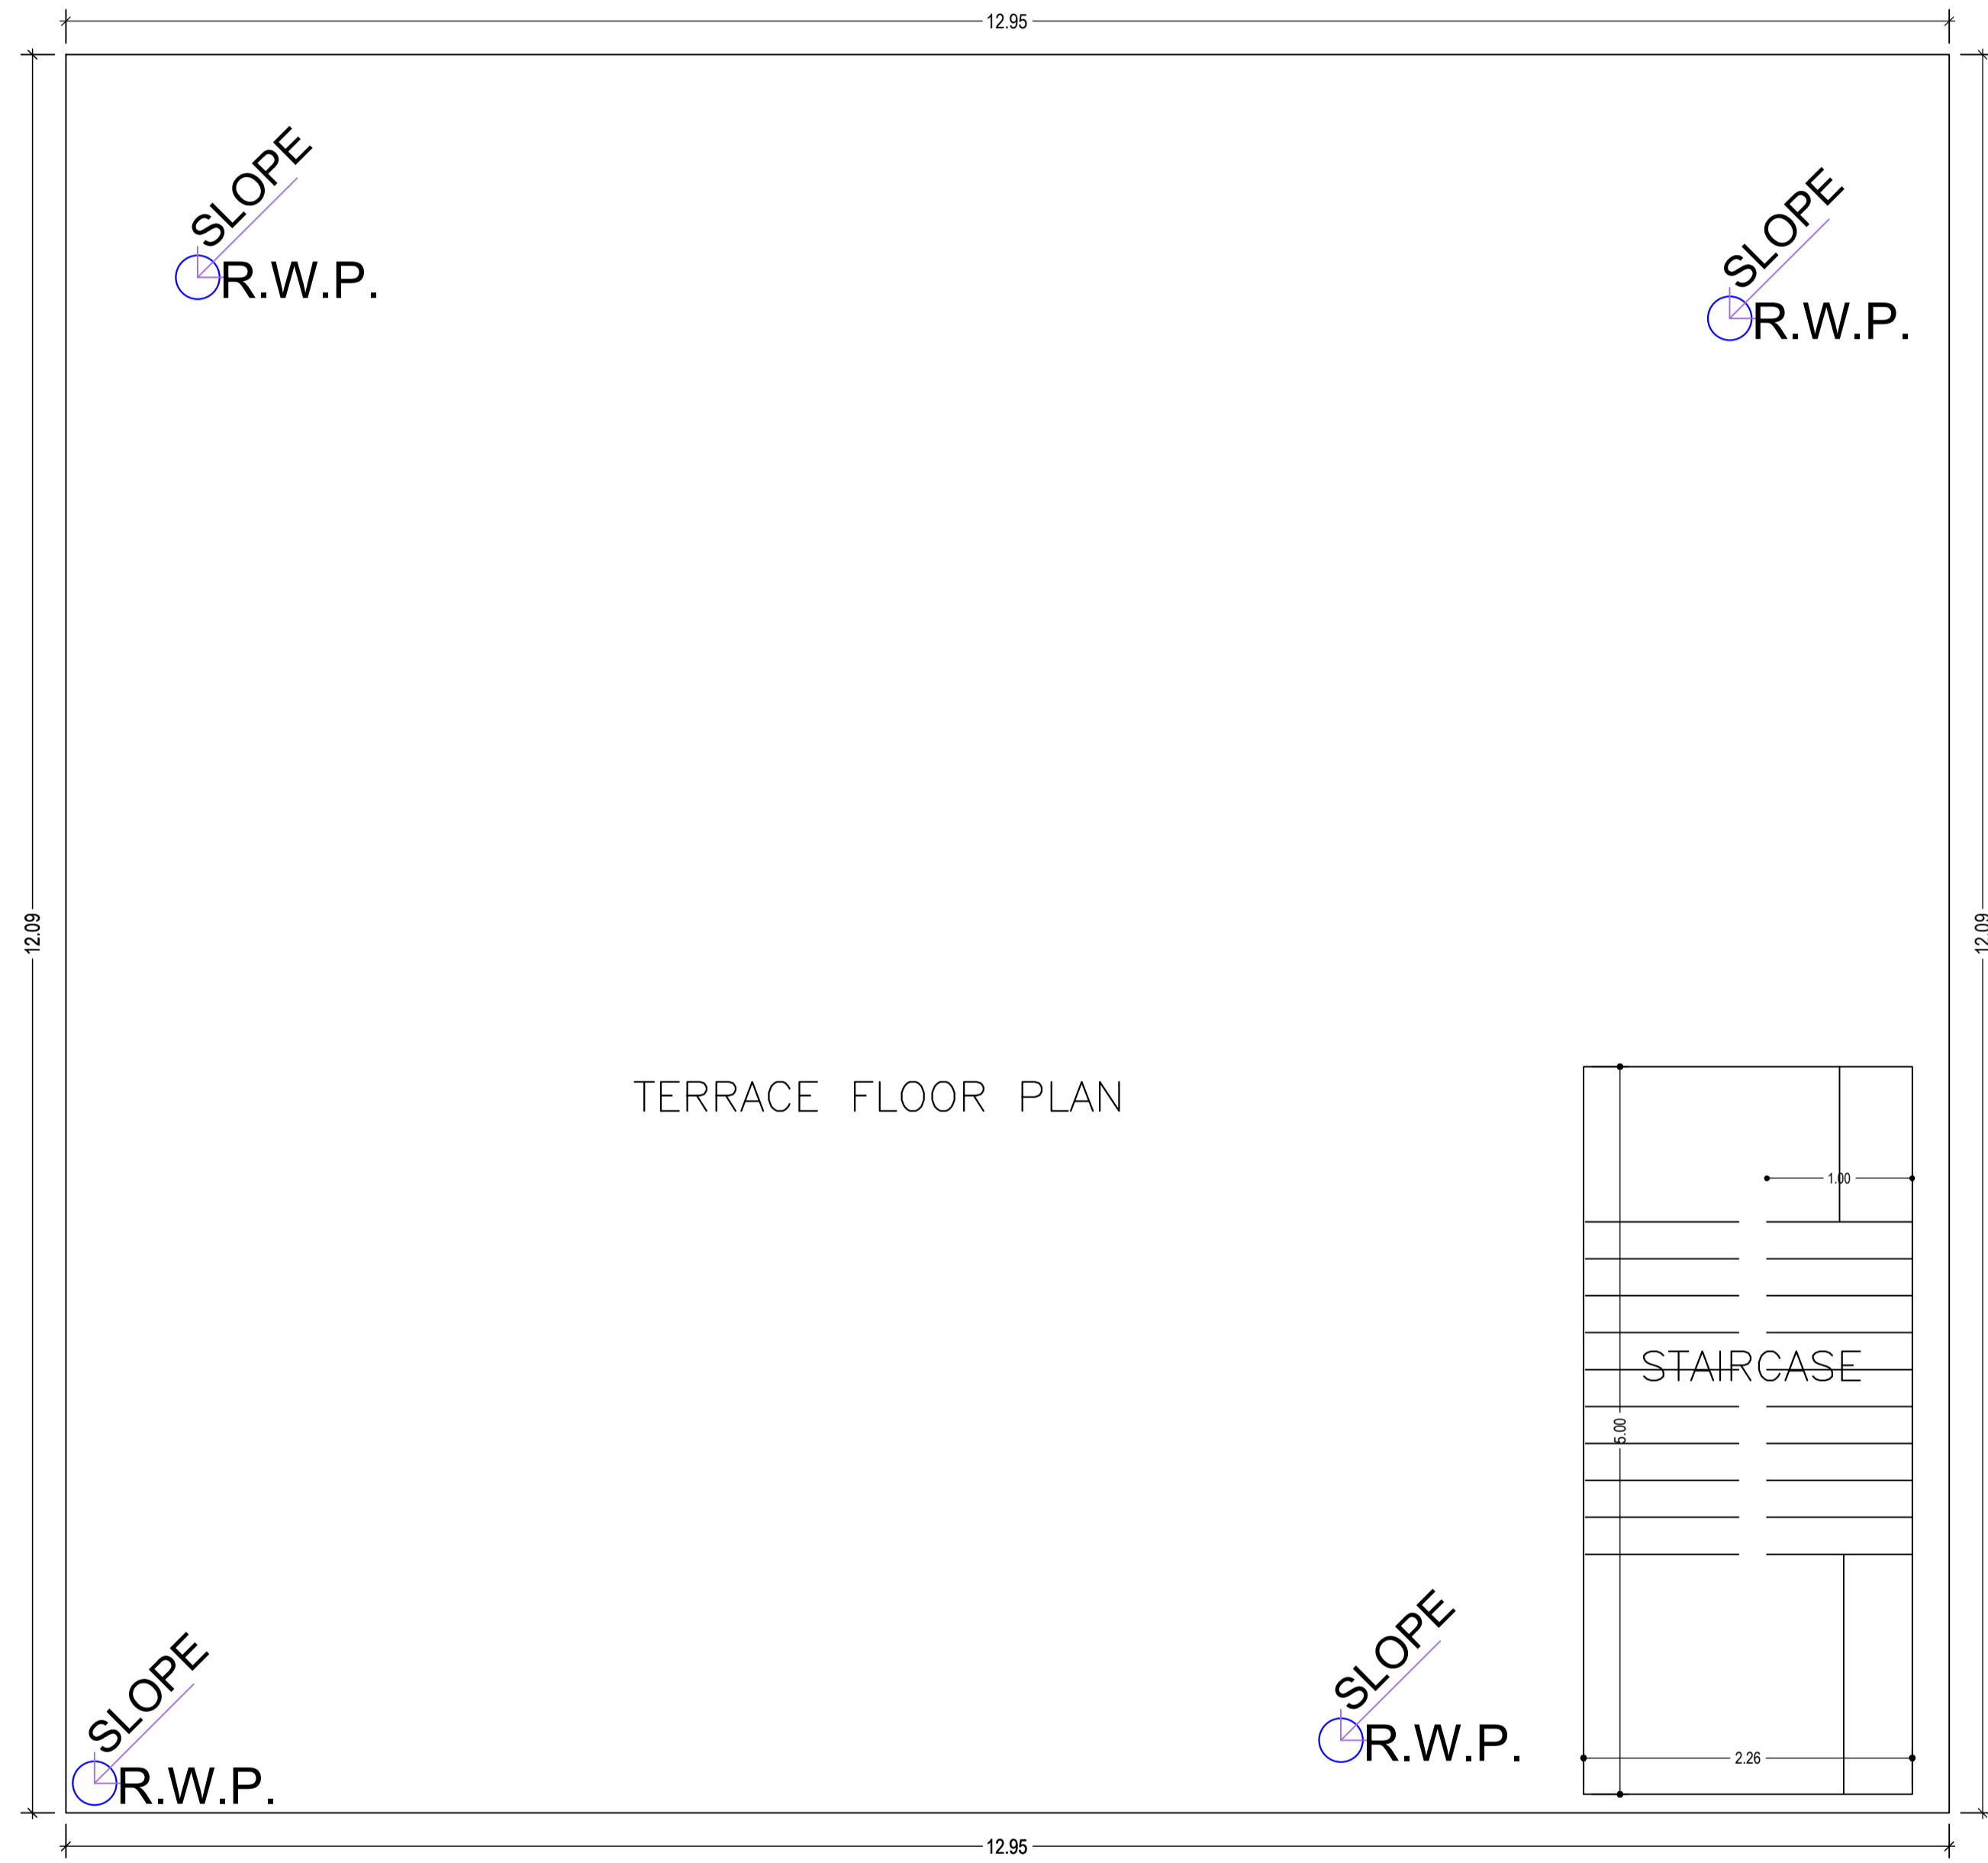 12.95
SLOPE
R.W.P.
SLOPE
R.W.P.
12.09
12.09
TERRACE FLOOR PLAN
1.00
STAIRCASE
5.00
SLOPE
R.W.P.
SLOPE
R.W.P.
2.26
12.95